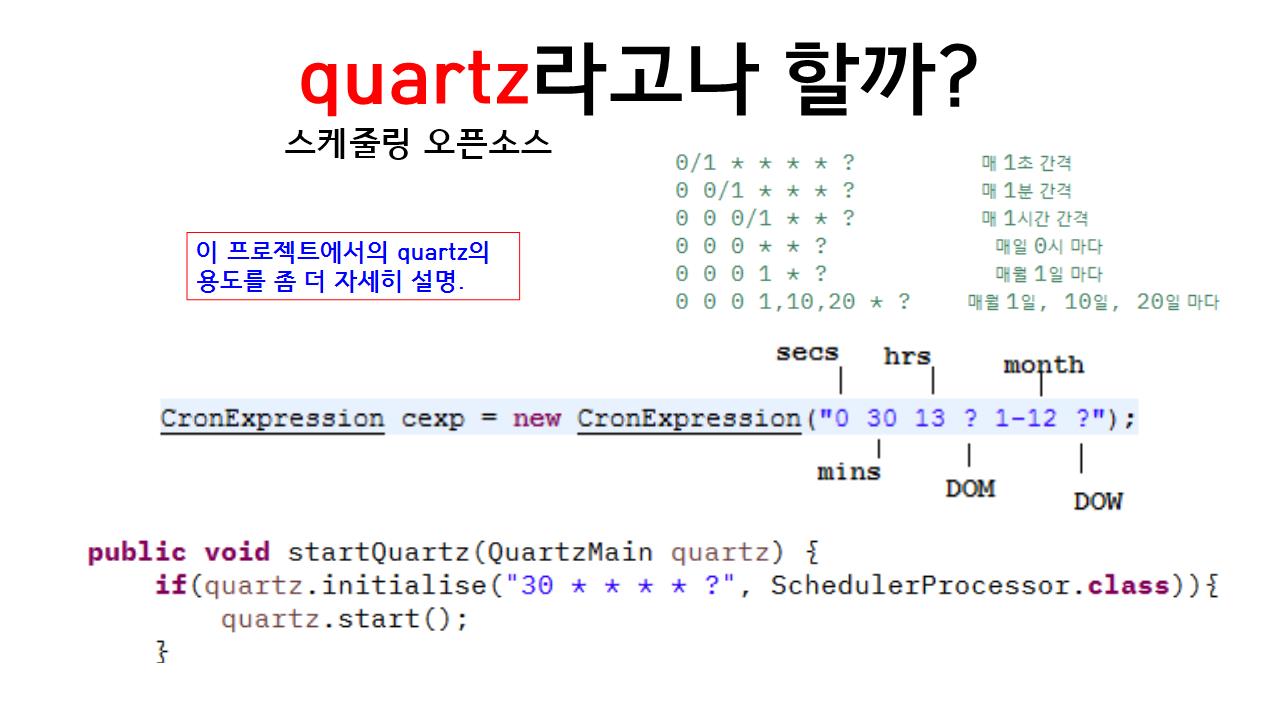 quartz라고나 할까?
스케줄링 오픈소스
0/1 * * * * ? 매 1초 간격
0 0/1 * * * ? 매 1분 간격
0 0 0/1 * * ? 매 1시간 간격
0 0 0 * * ? 매일 0시 마다
0 0 0 1 * ? 매월 1일 마다
0 0 0 1,10,20 * ? 매월 1일, 10일, 20일 마다
이 프로젝트에서의 quartz의
용도를 좀 더 자세히 설명.
secs hrs month
CronExpression cexp = new CronExpression("0 30 13 ? 1-12 ?");
mins DOM DOW
public void startQuartz(QuartzMain quartz) {
if(quartz.initialise("30 * * * * ?", SchedulerProcessor.class)){
quartz.start();
}